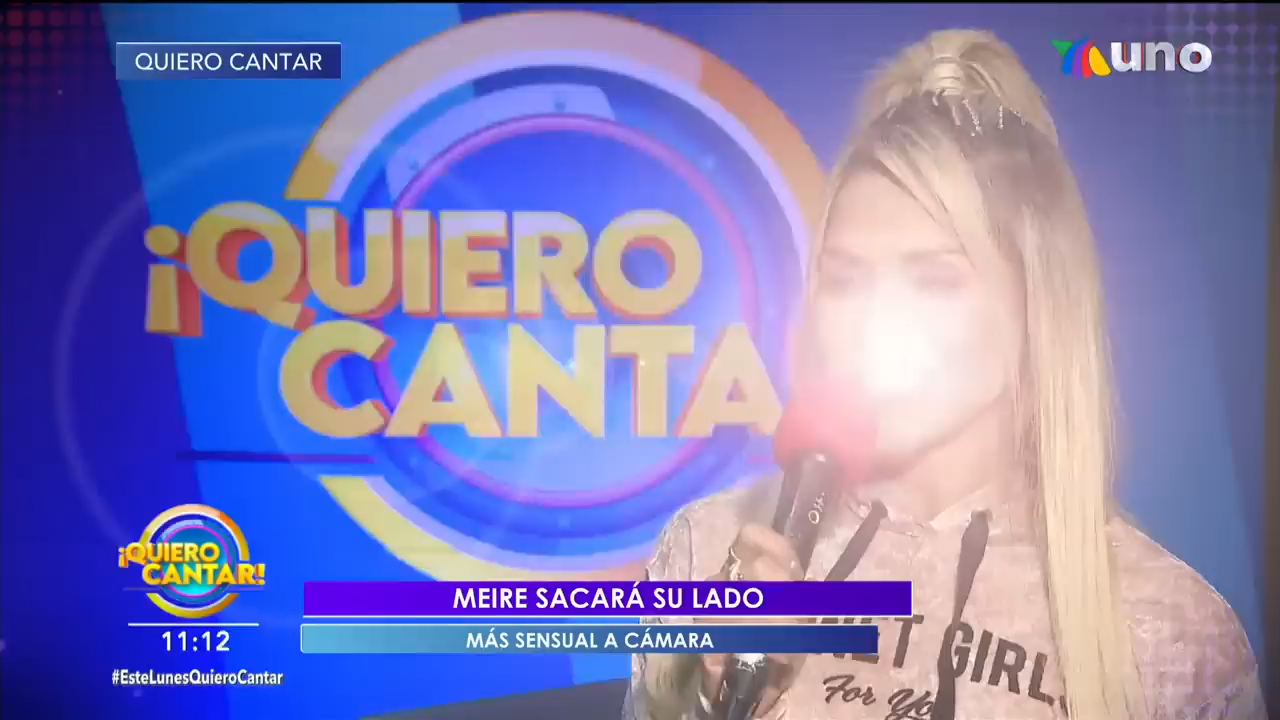 QUIERO CANTAR
uno
¡QUIERO
CANTA
¡QUIERO
CANTAR!
MEIRE SACARÁ SU LADO
MÁS SENSUAL A CÁMARA
11:12
#EsteLunesQuieroCantar
GIRL
For Yo